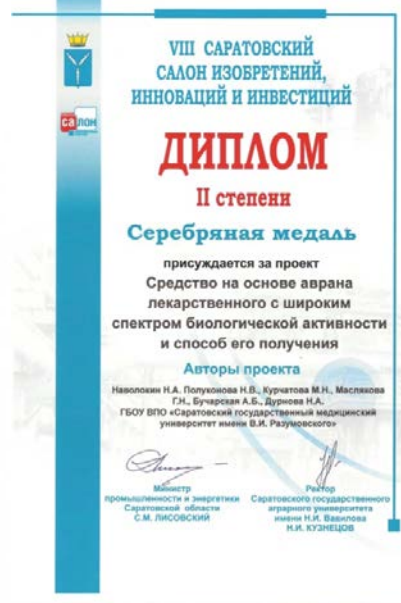 VIII САРАТОВСКИЙ
САЛОН ИЗОБРЕТЕНИЙ,
ИННОВАЦИЙ И ИНВЕСТИЦИЙ
салон
ДИПЛОМ
II степени
Серебряная медаль
присуждается за проект
Средство на основе аврана
лекарственного с широким
спектром биологической активности
и способ его получения
Авторы проекта
Наволокин Н.А. Полуконова Н.В., Курчатова М.Н., Маслякова
Г.Н., Бучарская А.Б., Дурнова Н.А.
ГБОУ ВПО «Саратовский государственный медицинский
университет имени В.И. Разумовского»
Министр
промышленности и энергетики
Саратовской области
С.М. ЛИСОВСКИЙ
Ректор
Саратовского государственного
аграрного университета
имени Н.И. Вавилова
Н.И. КУЗНЕЦОВ